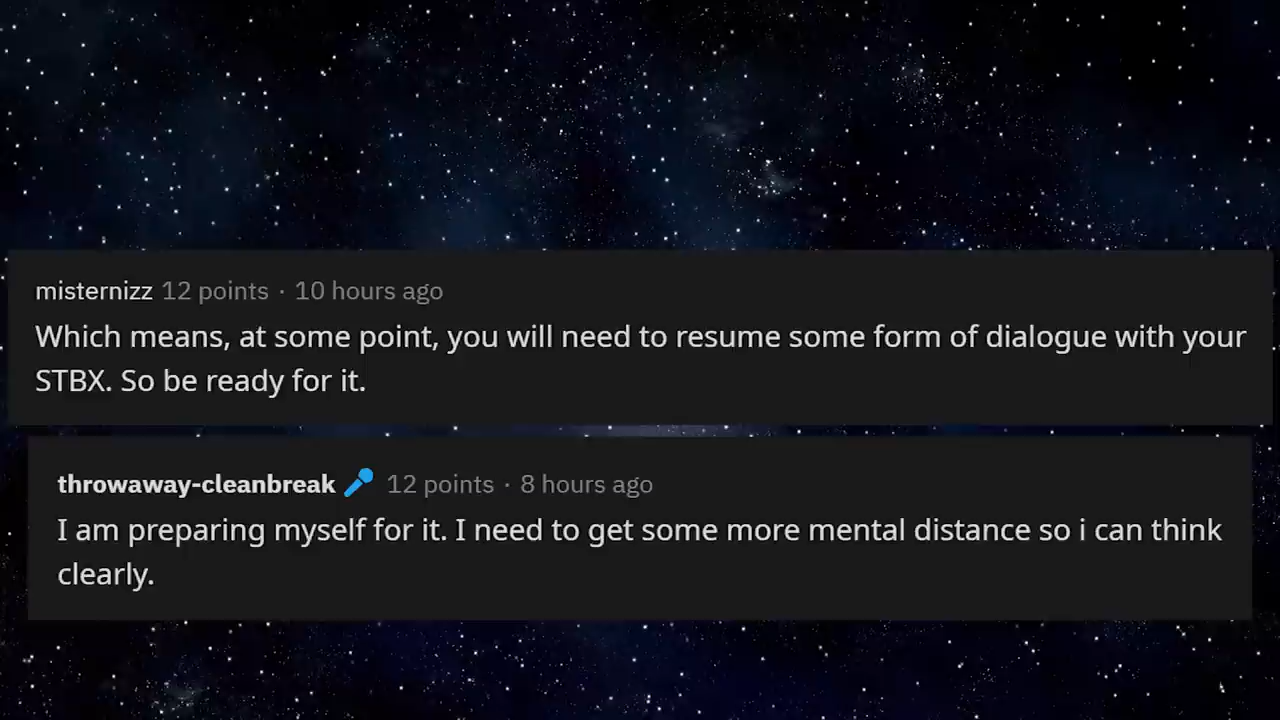 misternizz 12 points · 10 hours ago
Which means, at some point, you will need to resume some form of dialogue with your
STBX. So be ready for it.
throwaway-cleanbreak 12 points · 8 hours ago
I am preparing myself for it. I need to get some more mental distance so i can think
clearly.